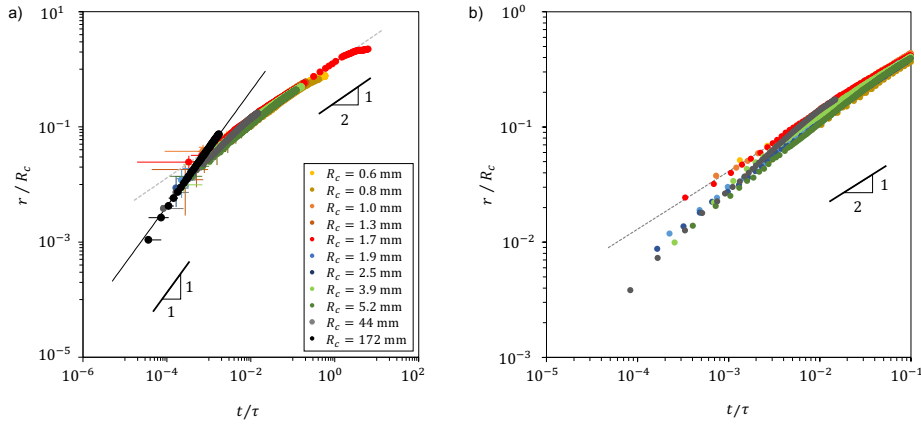 a)
10^1
10^-1
10^-3
10^-5
r / R_c
10^-6
10^-4
10^-2
10^0
10^2
t/τ
1
2
1
1
R_c = 0.6 mm
R_c = 0.8 mm
R_c = 1.0 mm
R_c = 1.3 mm
R_c = 1.7 mm
R_c = 1.9 mm
R_c = 2.5 mm
R_c = 3.9 mm
R_c = 5.2 mm
R_c = 44 mm
R_c = 172 mm
b)
10^0
10^-1
10^-2
10^-3
r / R_c
10^-5
10^-4
10^-3
10^-2
10^-1
t/τ
1
2